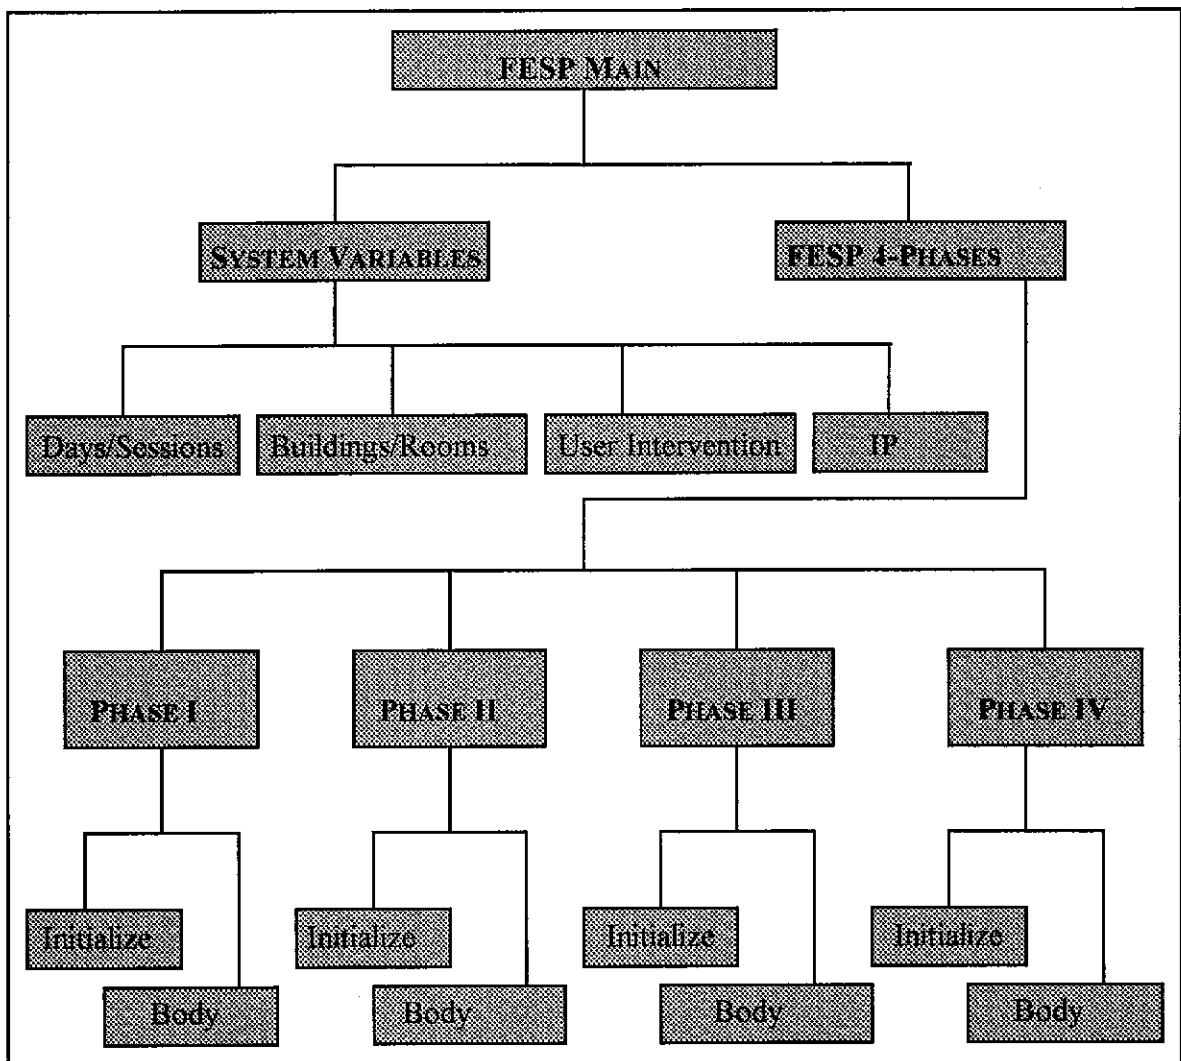 FESP MAIN
SYSTEM VARIABLES
FESP 4-PHASES
Days/Sessions
Buildings/Rooms
User Intervention
IP
PHASE I
PHASE II
PHASE III
PHASE IV
Initialize
Initialize
Initialize
Initialize
Body
Body
Body
Body